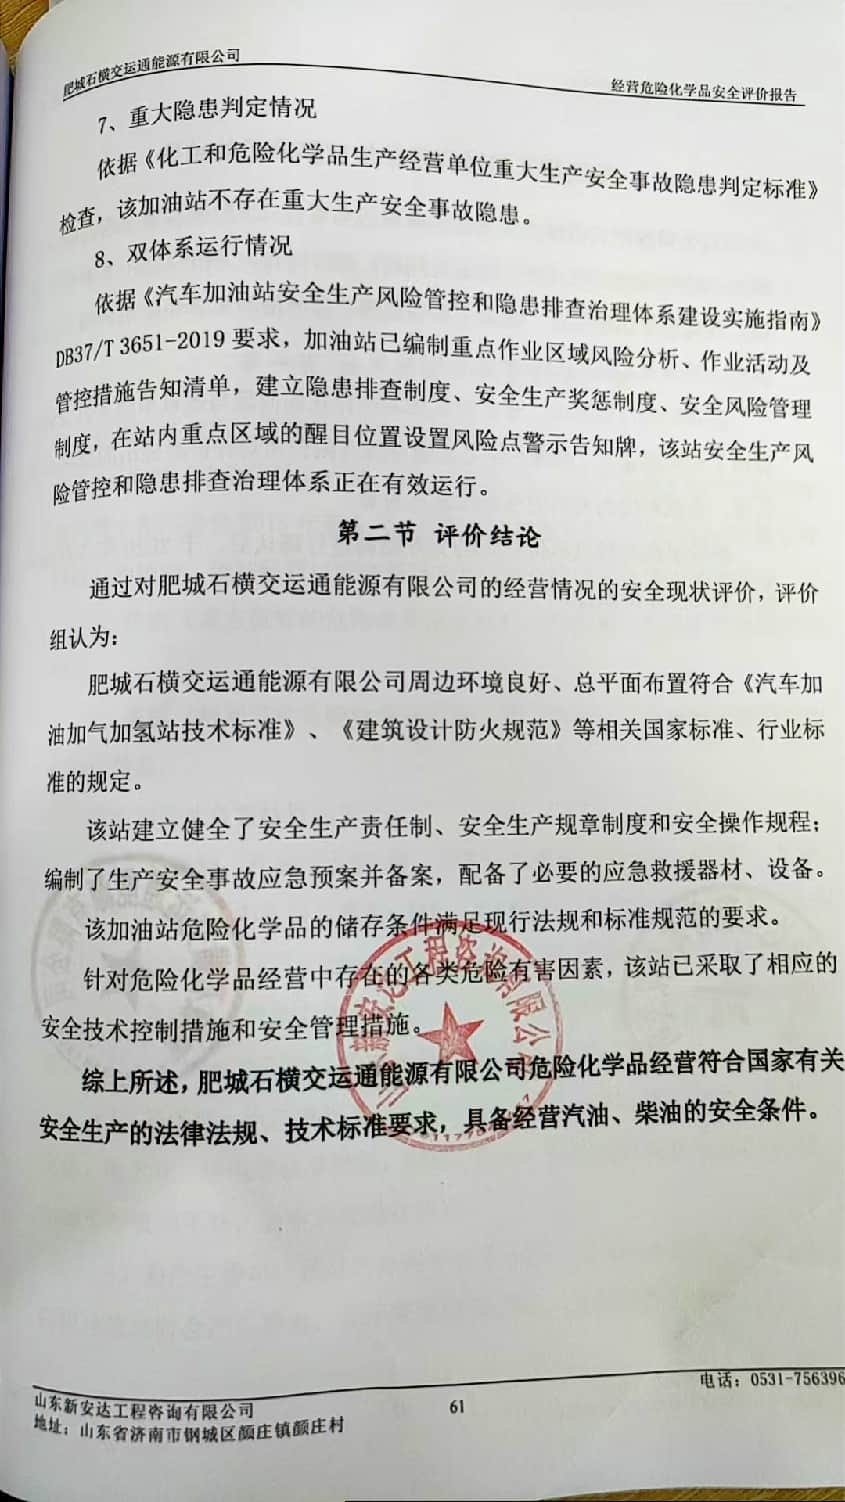 肥城石横交运通能源有限公司
经营危险化学品安全评价报告
7、重大隐患判定情况
依据《化工和危险化学品生产经营单位重大生产安全事故隐患判定标准》
检查，该加油站不存在重大生产安全事故隐患。
8、双体系运行情况
依据《汽车加油站安全生产风险管控和隐患排查治理体系建设实施指南》
DB37/T 3651-2019 要求，加油站已编制重点作业区域风险分析、作业活动及
管控措施告知清单，建立隐患排查制度、安全生产奖惩制度、安全风险管理
制度，在站内重点区域的醒目位置设置风险点警示告知牌，该站安全生产风
险管控和隐患排查治理体系正在有效运行。
第二节 评价结论
通过对肥城石横交运通能源有限公司的经营情况的安全现状评价，评价
组认为：
肥城石横交运通能源有限公司周边环境良好、总平面布置符合《汽车加
油加气加氢站技术标准》、《建筑设计防火规范》等相关国家标准、行业标
准的规定。
该站建立健全了安全生产责任制、安全生产规章制度和安全操作规程；
编制了生产安全事故应急预案并备案，配备了必要的应急救援器材、设备。
该加油站危险化学品的储存条件满足现行法规和标准规范的要求。
针对危险化学品经营中存在的各类危险有害因素，该站已采取了相应的
安全技术控制措施和安全管理措施。
综上所述，肥城石横交运通能源有限公司危险化学品经营符合国家有关
安全生产的法律法规、技术标准要求，具备经营汽油、柴油的安全条件。
山东新安达工程咨询有限公司
电话：0531-756396
山东新安达工程咨询有限公司
61
地址：山东省济南市钢城区颜庄镇颜庄村